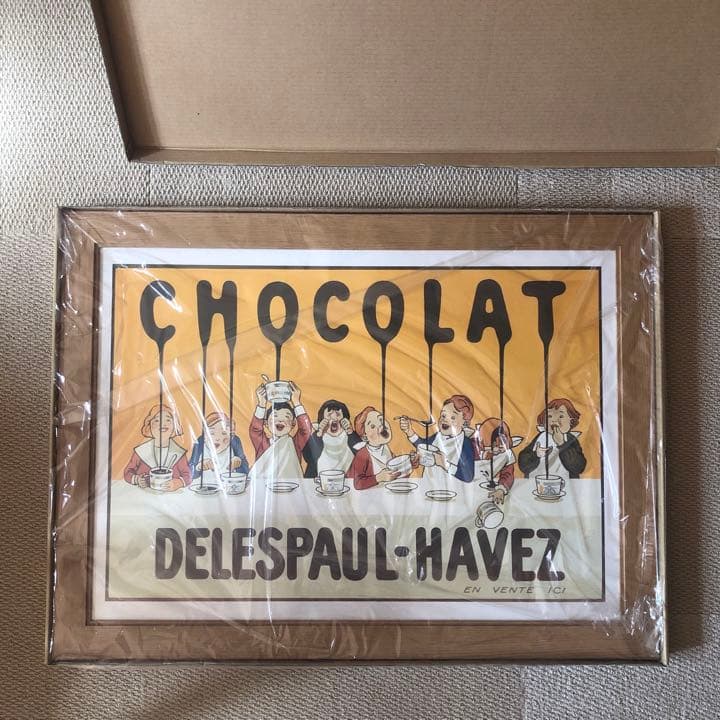 CHOCOLAT
DELESPAUL-HAVEZ
EN VENTE ICI